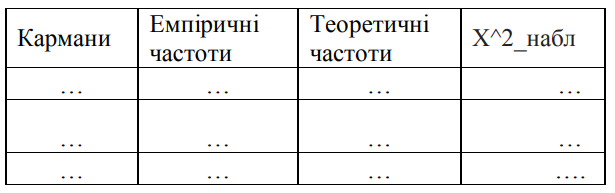 Кармани Емпіричні частоти Теоретичні частоти X^2_набл
… … … …
… … … …
… … … ….